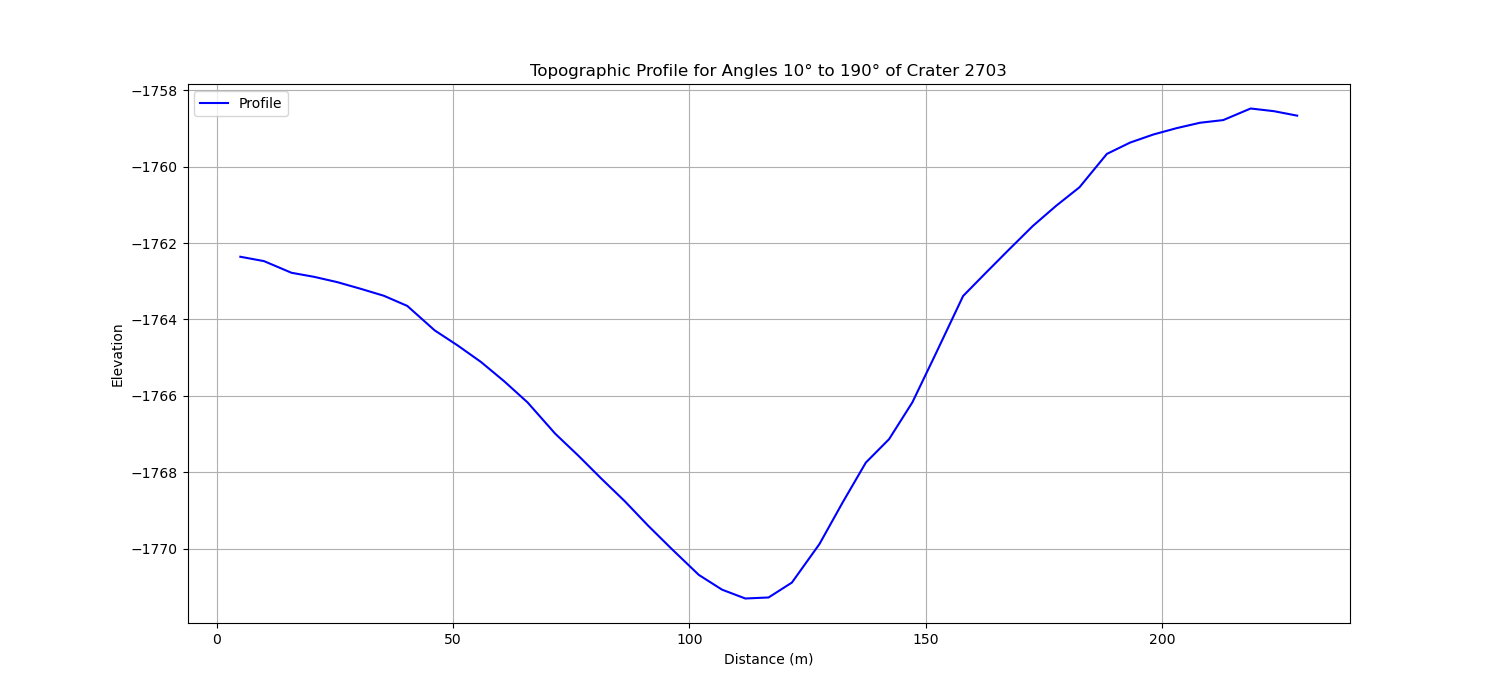 Topographic Profile for Angles 10° to 190° of Crater 2703
Profile
−1758
−1760
−1762
−1764
−1766
−1768
−1770
Elevation
0 50 100 150 200
Distance (m)